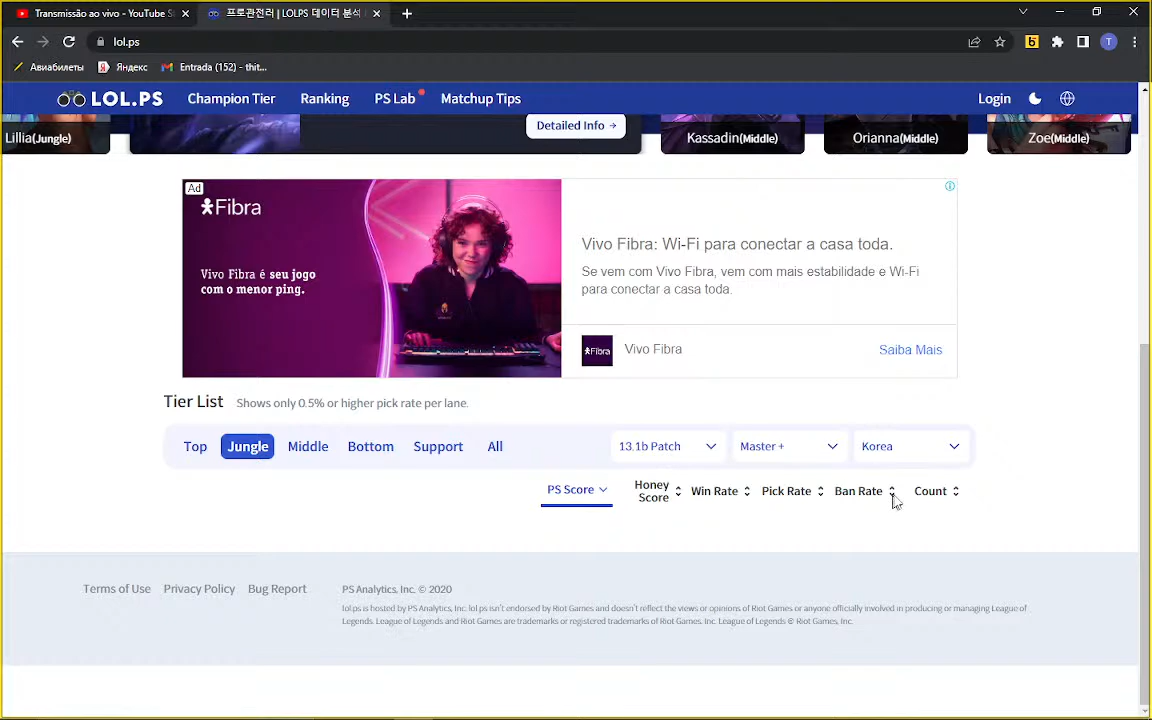 Transmissão ao vivo - YouTube S
프로관전러 | LOLPS 데이터 분석
lol.ps
T
Авиабилеты
Яндекс
Entrada (152) - thit...
LOL.PS
Champion Tier
Ranking
PS Lab
Matchup Tips
Login
Lillia(Jungle)
Detailed Info →
Kassadin(Middle)
Orianna(Middle)
Zoe(Middle)
Ad
Fibra
Vivo Fibra é seu jogo
com o menor ping.
Vivo Fibra: Wi-Fi para conectar a casa toda.
Se vem com Vivo Fibra, vem com mais estabilidade e Wi-Fi
para conectar a casa toda.
Fibra
Vivo Fibra
Saiba Mais
Tier List
Shows only 0.5% or higher pick rate per lane.
Top
Jungle
Middle
Bottom
Support
All
13.1b Patch
Master +
Korea
PS Score
Honey
Score
Win Rate
Pick Rate
Ban Rate
Count
Terms of Use
Privacy Policy
Bug Report
PS Analytics, Inc. © 2020
lol.ps is hosted by PS Analytics, Inc. lol.ps isn't endorsed by Riot Games and doesn't reflect the views or opinions of Riot Games or anyone officially involved in producing or managing League of
Legends. League of Legends and Riot Games are trademarks or registered trademarks of Riot Games, Inc. League of Legends © Riot Games, Inc.